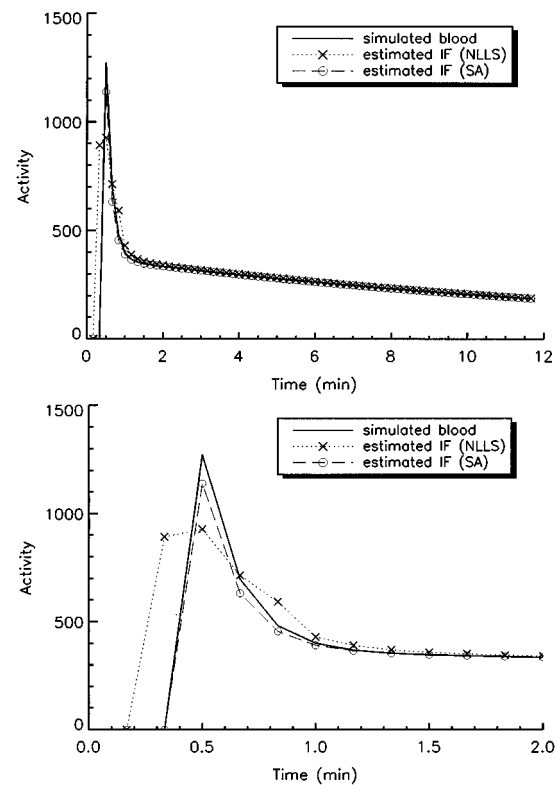 1500
simulated blood
estimated IF (NLLS)
estimated IF (SA)
1000
Activity
500
0
0 2 4 6 8 10 12
Time (min)
1500
simulated blood
estimated IF (NLLS)
estimated IF (SA)
1000
Activity
500
0
0.0 0.5 1.0 1.5 2.0
Time (min)